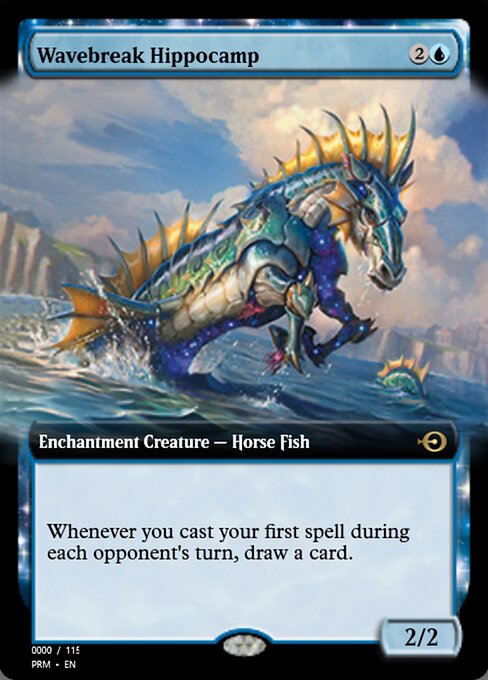 Wavebreak Hippocamp 2
Enchantment Creature — Horse Fish
Whenever you cast your first spell during
each opponent's turn, draw a card.
2/2
0000 / 115
PRM - EN